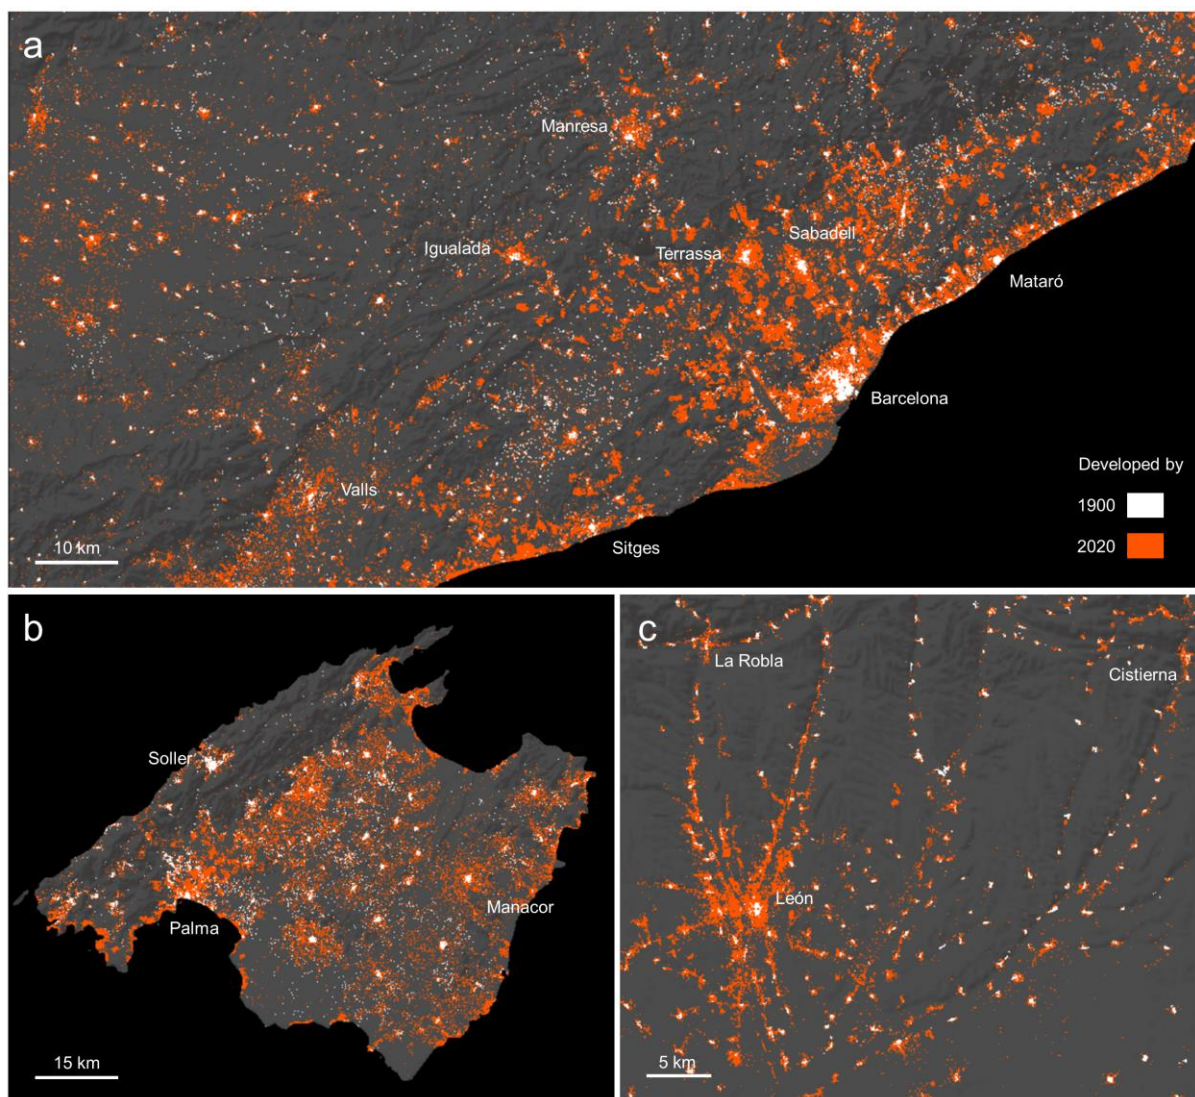 a
Manresa
Igualada
Terrassa
Sabadell
Mataró
Barcelona
Valls
Sitges
Developed by
1900
2020
10 km
b
Soller
Palma
Manacor
15 km
c
La Robla
Cistierna
León
5 km